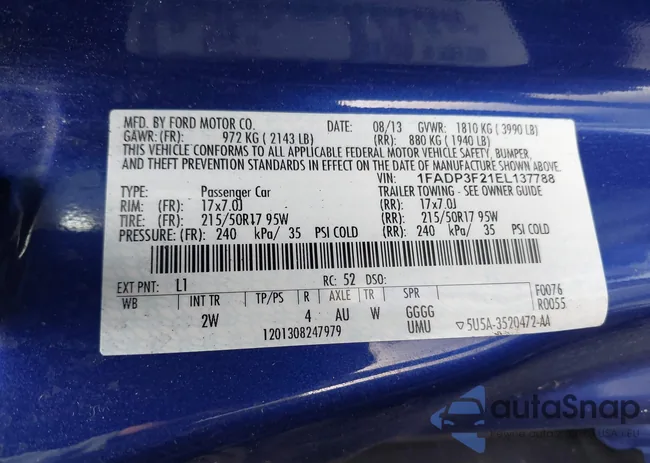 MFD. BY FORD MOTOR CO. DATE: 08/13 GVWR: 1810 KG ( 3990 LB)
GAWR: (FR): 972 KG ( 2143 LB) (RR): 880 KG ( 1940 LB)
THIS VEHICLE CONFORMS TO ALL APPLICABLE FEDERAL MOTOR VEHICLE SAFETY, BUMPER,
AND THEFT PREVENTION STANDARDS IN EFFECT ON THE DATE OF MANUFACTURE SHOWN ABOVE.
VIN: 1FADP3F21EL137788
TYPE: Passenger Car TRAILER TOWING - SEE OWNER GUIDE
RIM: (FR): 17x7.0J (RR): 17x7.0J
TIRE: (FR): 215/50R17 95W (RR): 215/50R17 95W
PRESSURE: (FR): 240 kPa/ 35 PSI COLD (RR): 240 kPa/ 35 PSI COLD
EXT PNT: L1 RC: 52 DSO: F0076
WB INT TR TP/PS R AXLE TR SPR R0055
2W 4 AU W GGGG
1201308247979 UMU 5U5A-3520472-AA
autoSnap
USA - EU